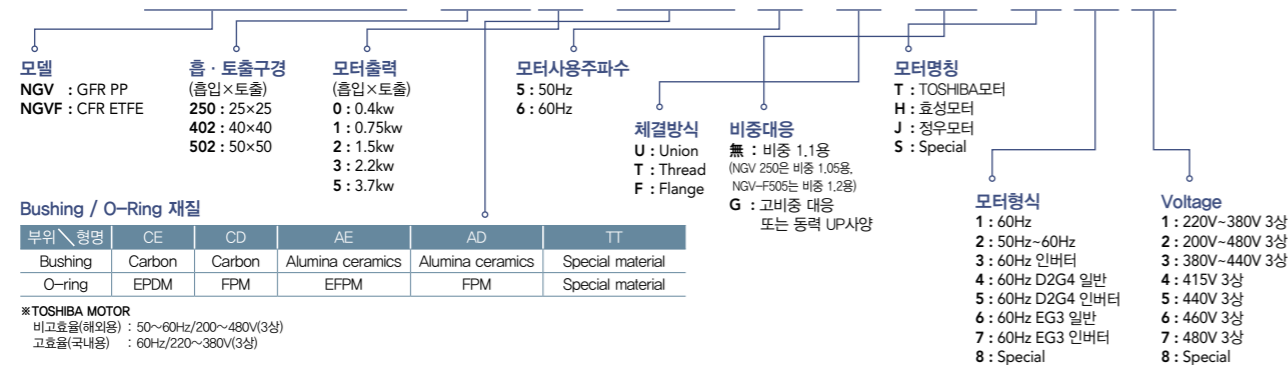 모델
NGV : GFR PP
NGVF : CFR ETFE
흡 · 토출구경
(흡입×토출)
250 : 25×25
402 : 40×40
502 : 50×50
모터출력
(흡입×토출)
0 : 0.4kw
1 : 0.75kw
2 : 1.5kw
3 : 2.2kw
5 : 3.7kw
모터사용주파수
5 : 50Hz
6 : 60Hz
체결방식
U : Union
T : Thread
F : Flange
비중대응
無 : 비중 1.1용
(NGV 250은 비중 1.05용,
NGV-F505는 비중 1.2용)
G : 고비중 대응
또는 동력 UP사양
모터명칭
T : TOSHIBA모터
H : 효성모터
J : 정우모터
S : Special
모터형식
1 : 60Hz
2 : 50Hz~60Hz
3 : 60Hz 인버터
4 : 60Hz D2G4 일반
5 : 60Hz D2G4 인버터
6 : 60Hz EG3 일반
7 : 60Hz EG3 인버터
8 : Special
Voltage
1 : 220V~380V 3상
2 : 200V~480V 3상
3 : 380V~440V 3상
4 : 415V 3상
5 : 440V 3상
6 : 460V 3상
7 : 480V 3상
8 : Special
Bushing / O-Ring 재질
부위＼형명 CE CD AE AD TT
Bushing Carbon Carbon Alumina ceramics Alumina ceramics Special material
O-ring EPDM FPM EFPM FPM Special material
※TOSHIBA MOTOR
비고효율(해외용) : 50~60Hz/200~480V(3상)
고효율(국내용) : 60Hz/220~380V(3상)